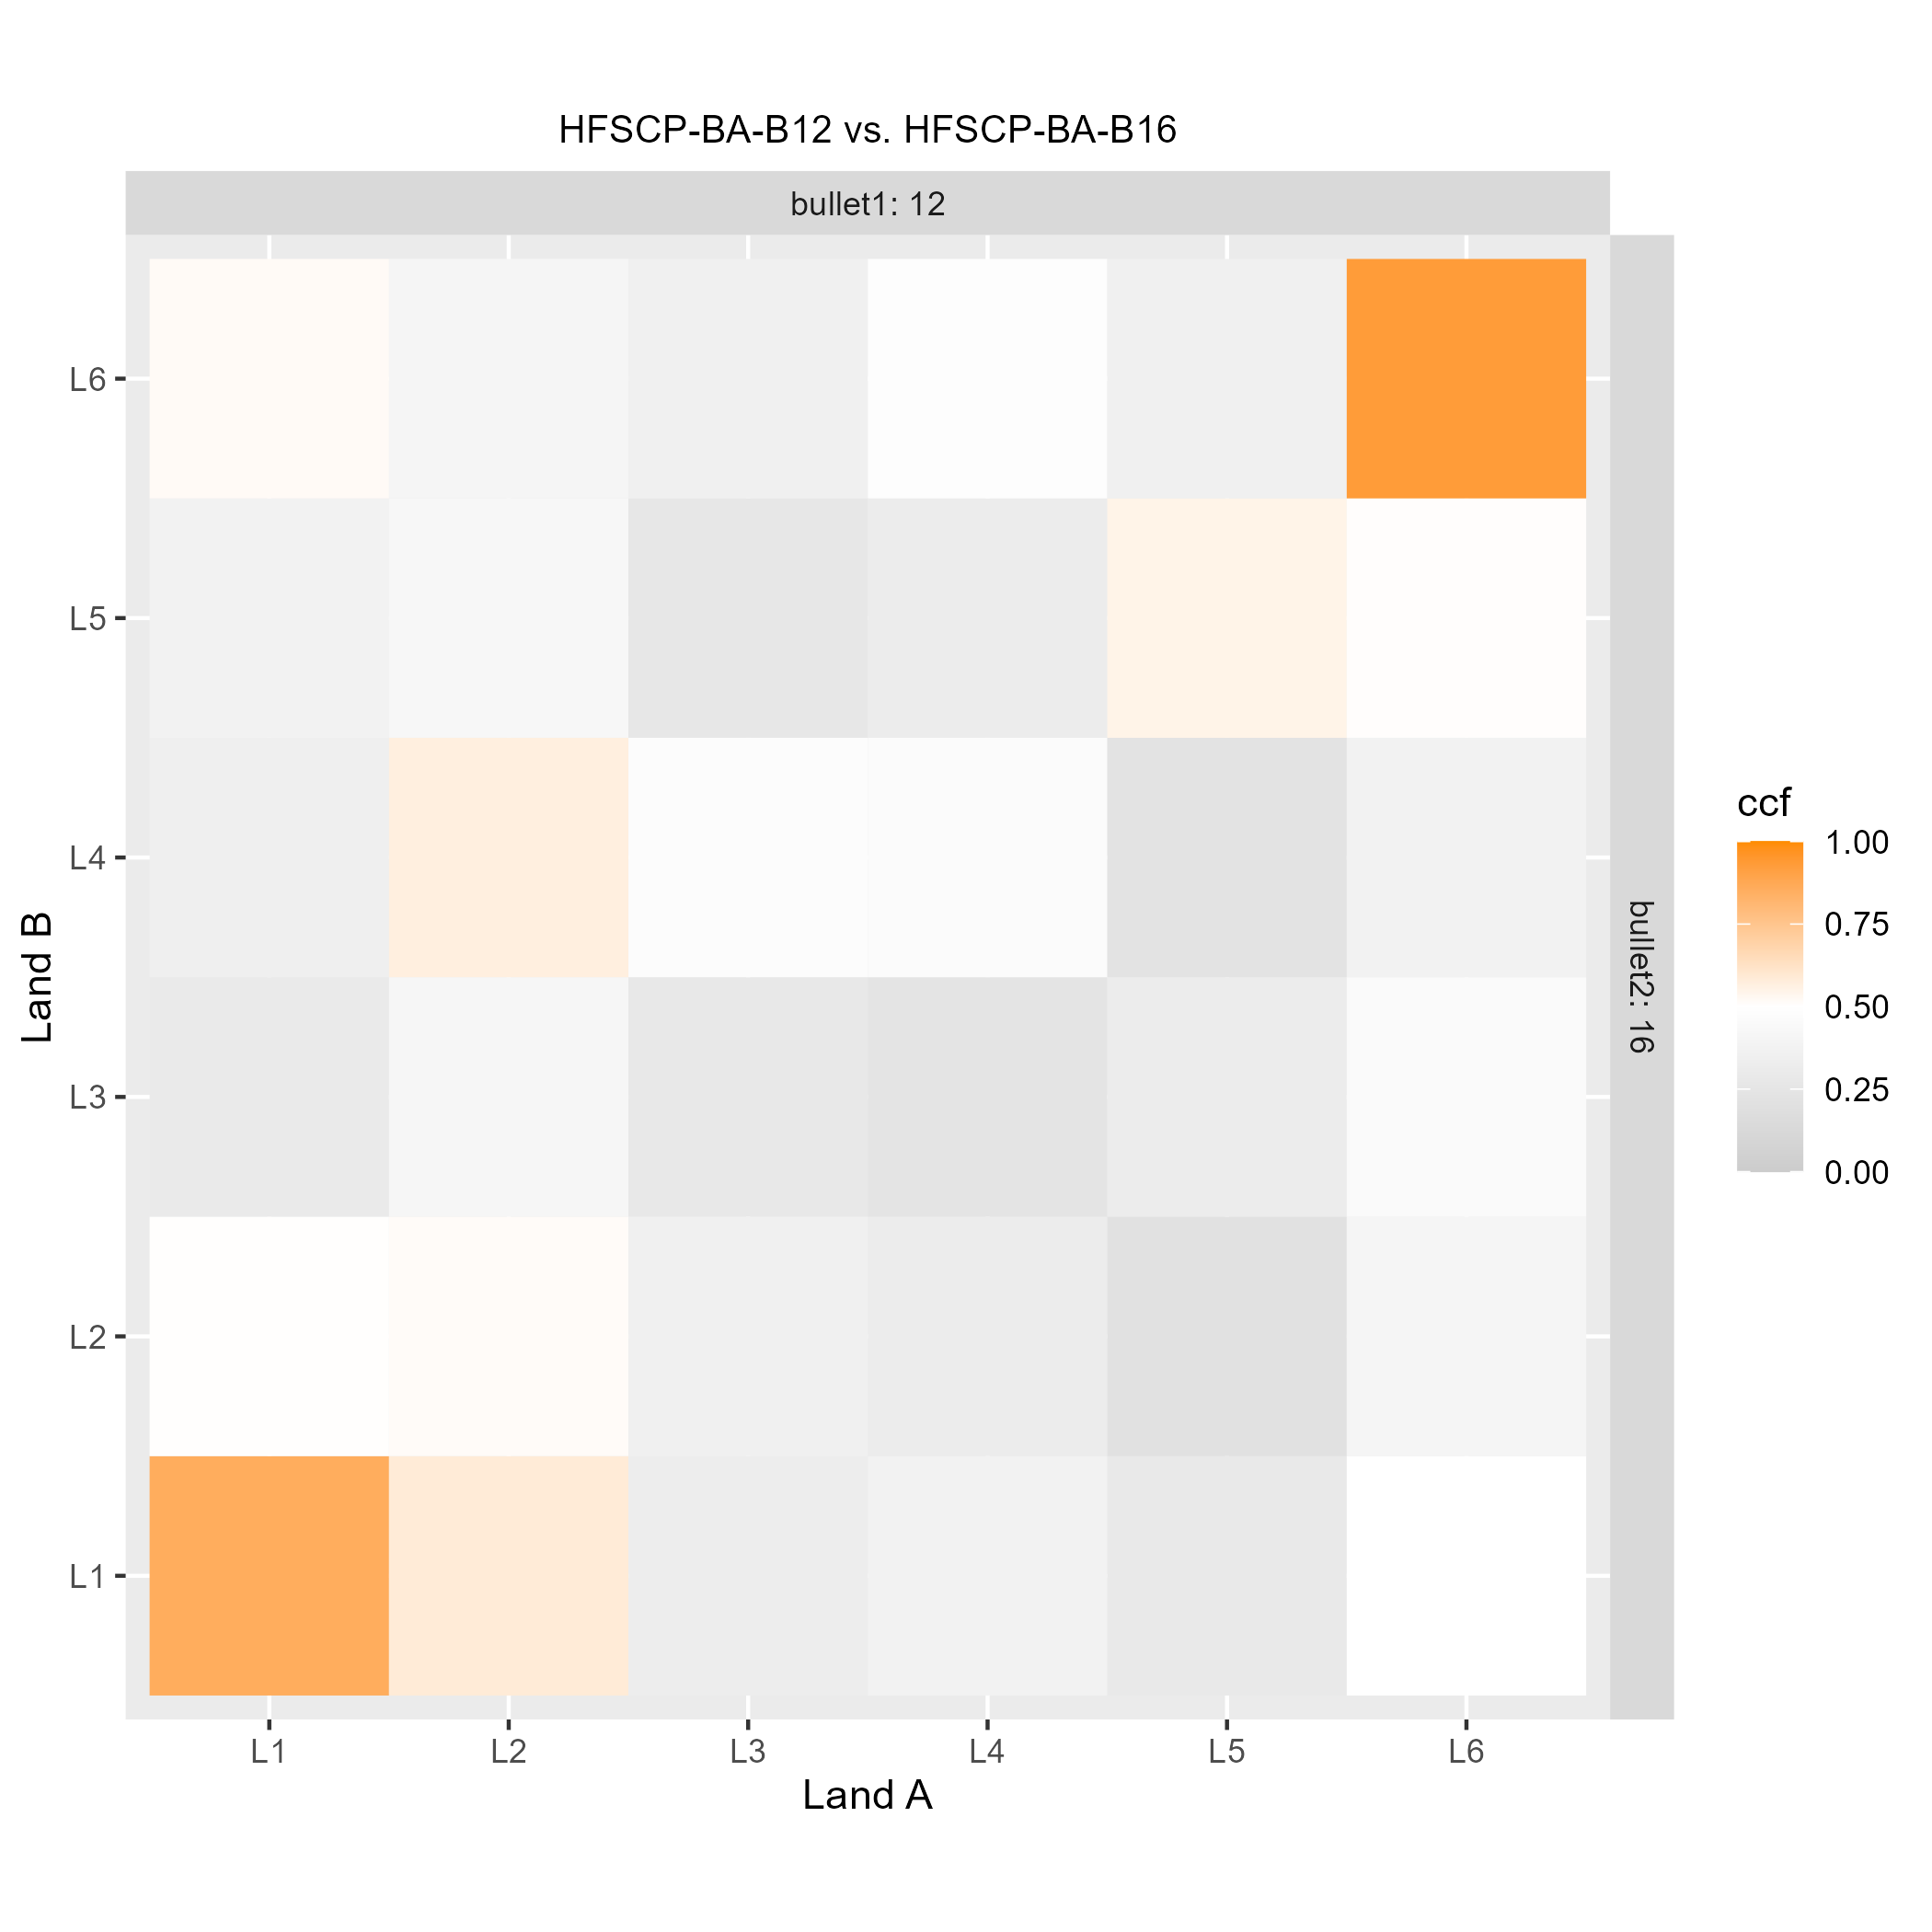 HFSCP-BA-B12 vs. HFSCP-BA-B16
bullet1: 12
L6
L5
L4
L3
L2
L1
Land B
bullet2: 16
L1 L2 L3 L4 L5 L6
Land A
ccf
1.00
0.75
0.50
0.25
0.00